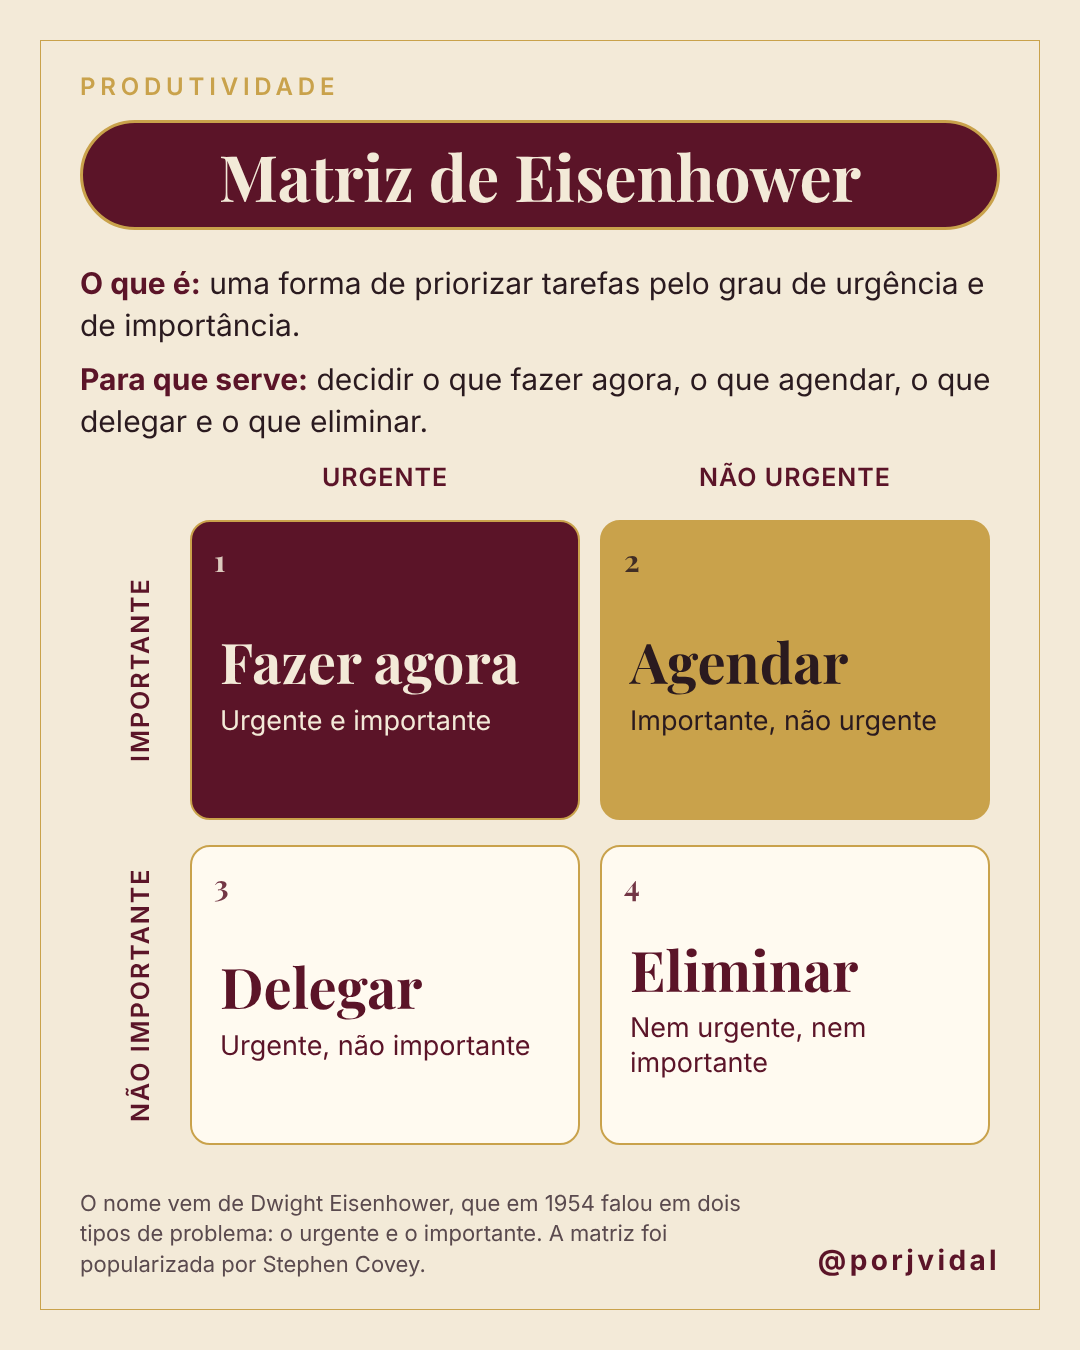 PRODUTIVIDADE
Matriz de Eisenhower
O que é: uma forma de priorizar tarefas pelo grau de urgência e
de importância.
Para que serve: decidir o que fazer agora, o que agendar, o que
delegar e o que eliminar.
URGENTE
NÃO URGENTE
IMPORTANTE
1
Fazer agora
Urgente e importante
2
Agendar
Importante, não urgente
NÃO IMPORTANTE
3
Delegar
Urgente, não importante
4
Eliminar
Nem urgente, nem
importante
O nome vem de Dwight Eisenhower, que em 1954 falou em dois
tipos de problema: o urgente e o importante. A matriz foi
popularizada por Stephen Covey.
@porjvidal